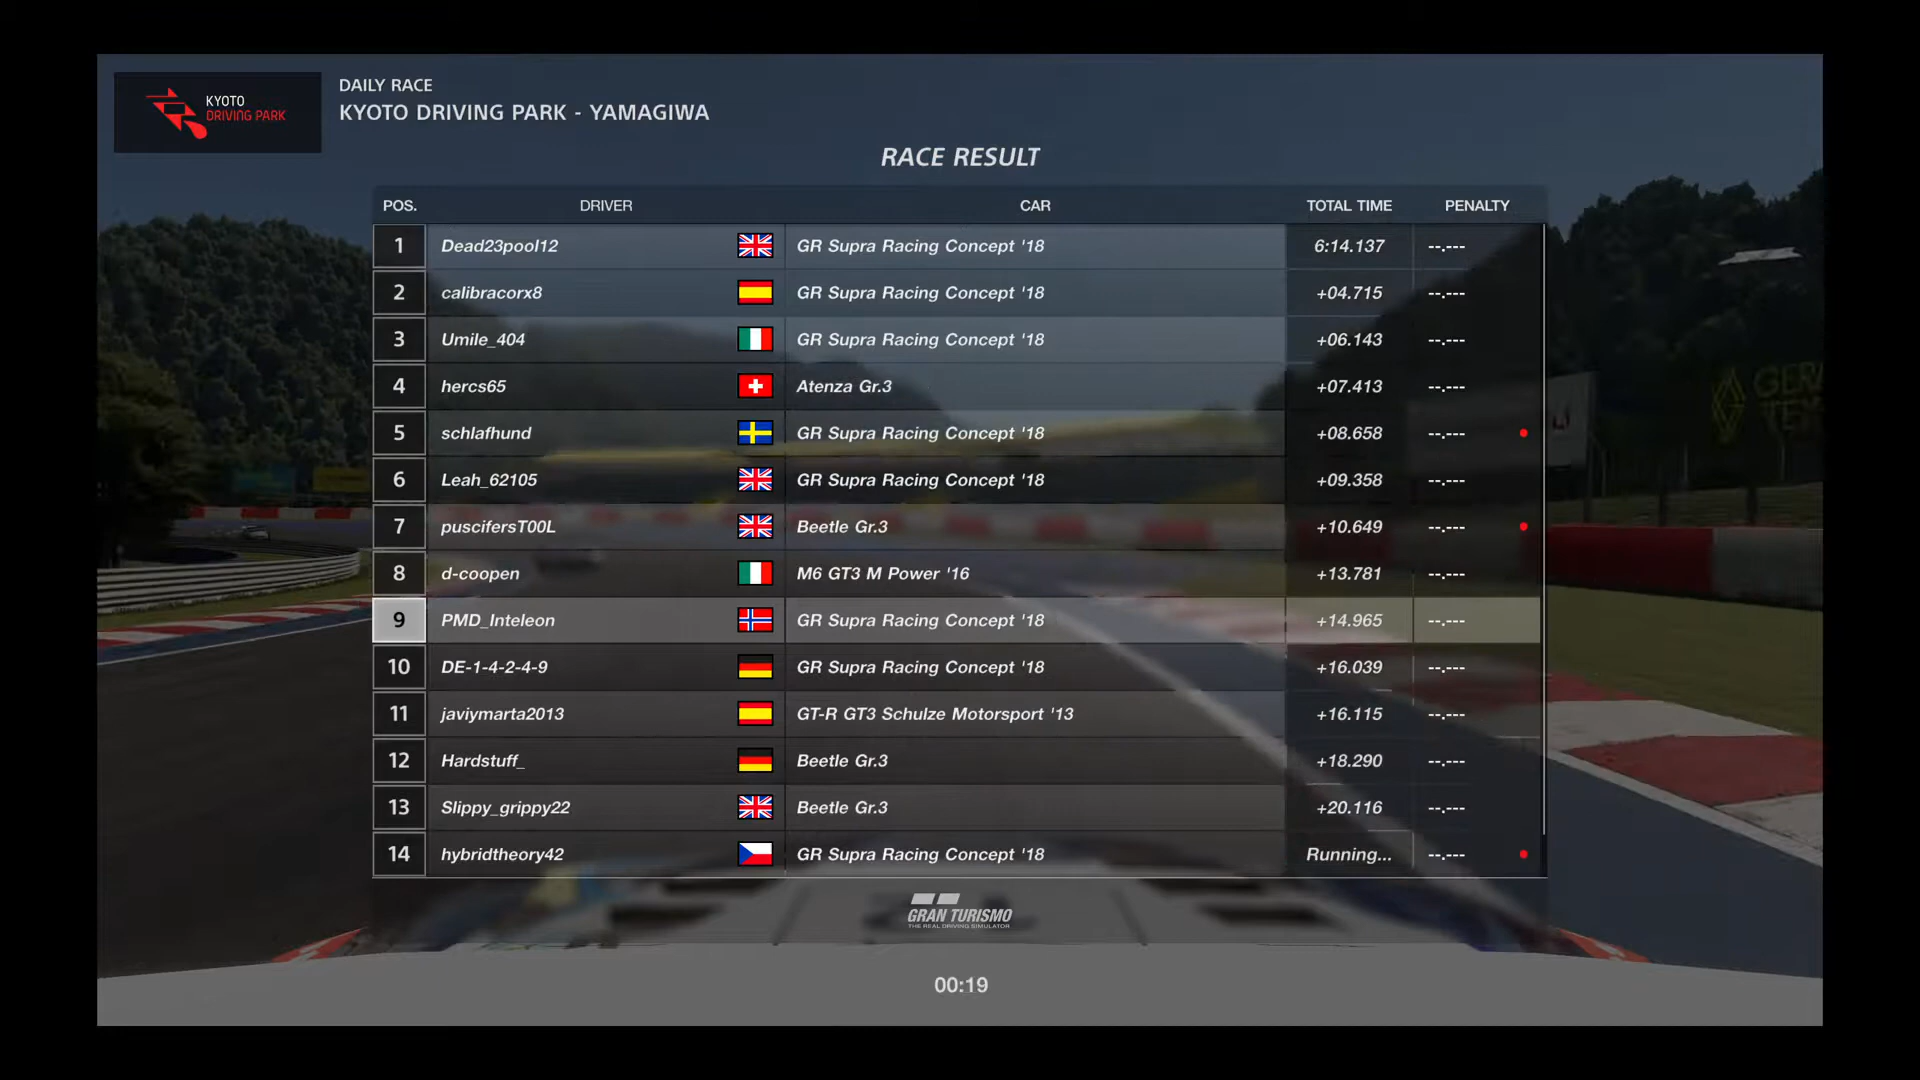 KYOTO
DRIVING PARK
DAILY RACE
KYOTO DRIVING PARK - YAMAGIWA
RACE RESULT
POS. DRIVER CAR TOTAL TIME PENALTY
1 Dead23pool12 GR Supra Racing Concept '18 6:14.137 --.---
2 calibracorx8 GR Supra Racing Concept '18 +04.715 --.---
3 Umile_404 GR Supra Racing Concept '18 +06.143 --.---
4 hercs65 Atenza Gr.3 +07.413 --.---
5 schlafhund GR Supra Racing Concept '18 +08.658 --.---
6 Leah_62105 GR Supra Racing Concept '18 +09.358 --.---
7 puscifersT00L Beetle Gr.3 +10.649 --.---
8 d-coopen M6 GT3 M Power '16 +13.781 --.---
9 PMD_Inteleon GR Supra Racing Concept '18 +14.965 --.---
10 DE-1-4-2-4-9 GR Supra Racing Concept '18 +16.039 --.---
11 javiymarta2013 GT-R GT3 Schulze Motorsport '13 +16.115 --.---
12 Hardstuff_ Beetle Gr.3 +18.290 --.---
13 Slippy_grippy22 Beetle Gr.3 +20.116 --.---
14 hybridtheory42 GR Supra Racing Concept '18 Running... --.---
GRAN TURISMO
THE REAL DRIVING SIMULATOR
00:19